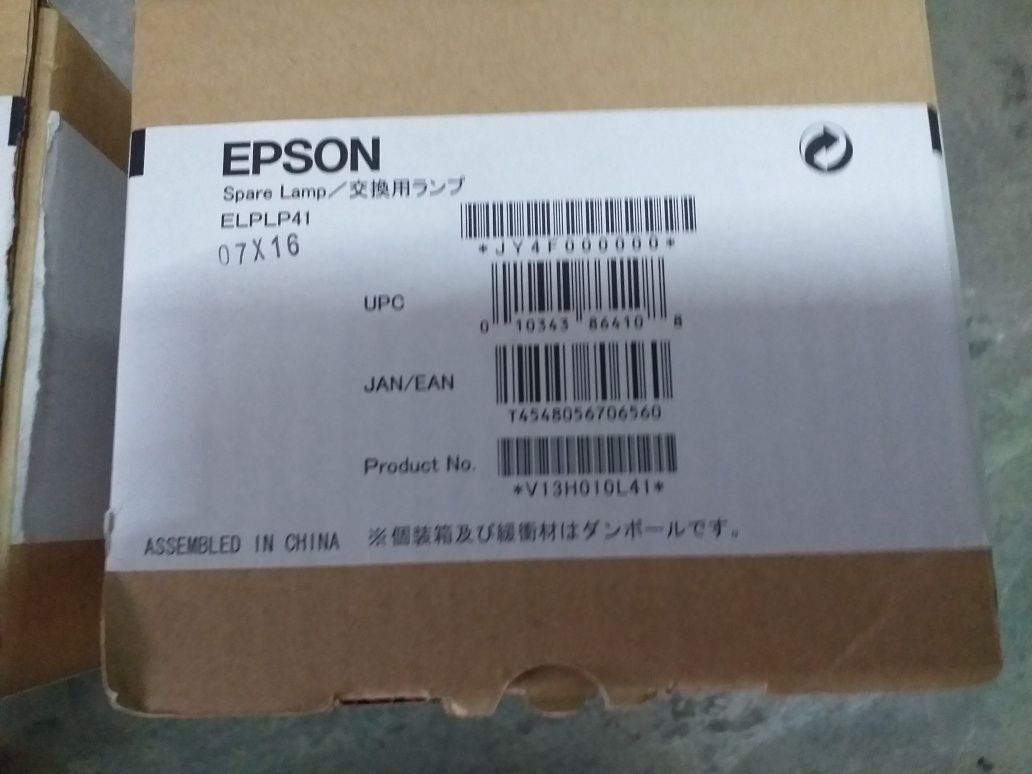 EPSON
Spare Lamp/交換用ランプ
ELPLP41
07X16
*JY4F000000*
UPC
0 10343 86410 8
JAN/EAN
T4548056706560
Product No.
*V13H010L41*
ASSEMBLED IN CHINA ※個装箱及び緩衝材はダンボールです。